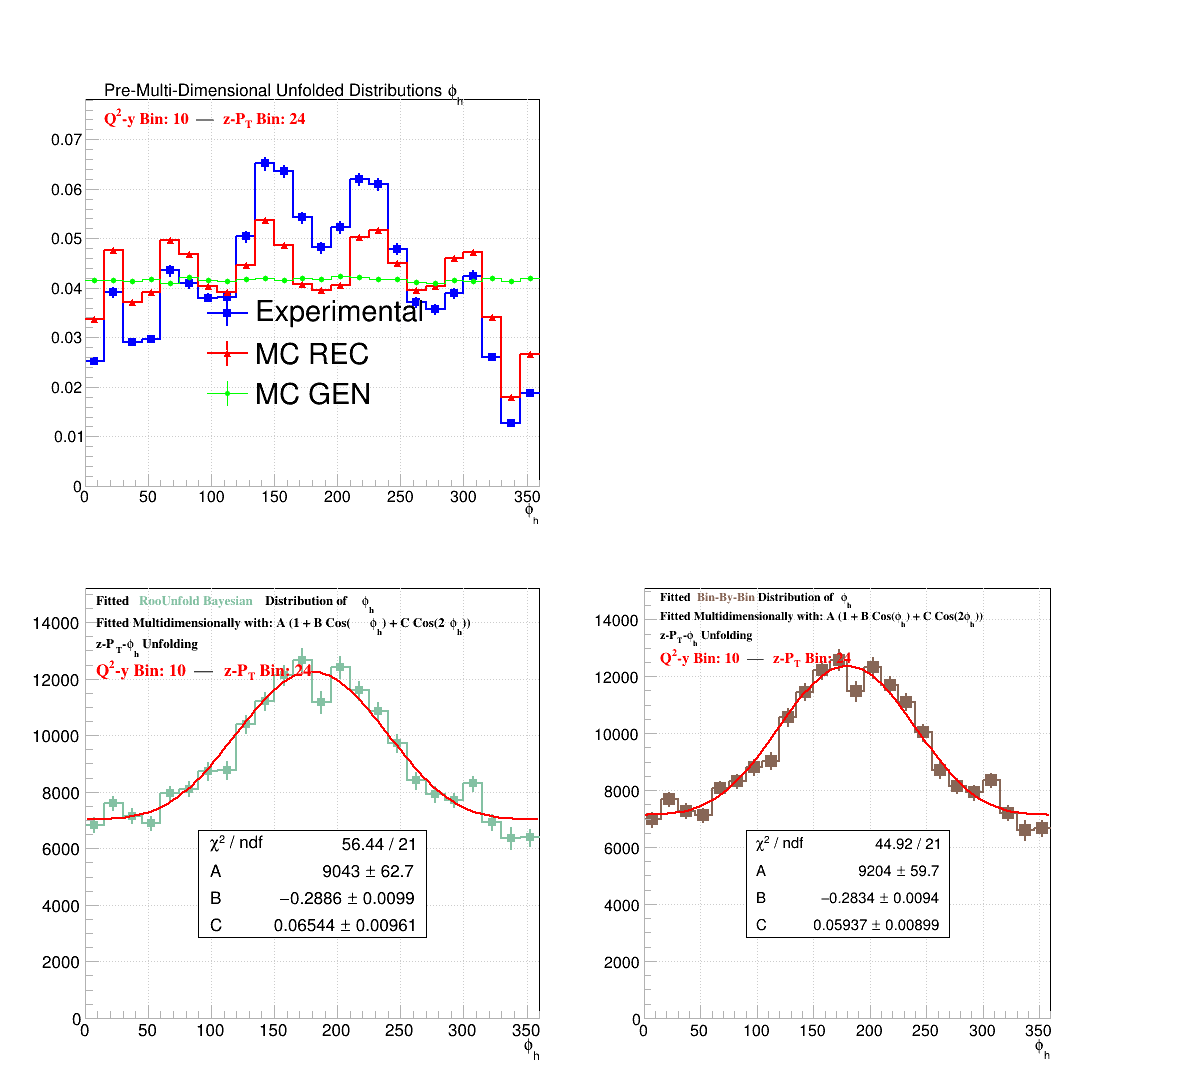 Pre-Multi-Dimensional Unfolded Distributions ϕh
Q2-y Bin: 10 — z-PT Bin: 24
0.07
0.06
0.05
0.04
0.03
0.02
0.01
0
Experimental
MC REC
MC GEN
0 50 100 150 200 250 300 350
ϕh
Fitted RooUnfold Bayesian Distribution of ϕh
Fitted Multidimensionally with: A (1 + B Cos( ϕh) + C Cos(2 ϕh))
z-PT-ϕh Unfolding
Q2-y Bin: 10 — z-PT Bin: 24
14000
12000
10000
8000
6000
4000
2000
0
χ2 / ndf 56.44 / 21
A 9043 ± 62.7
B −0.2886 ± 0.0099
C 0.06544 ± 0.00961
0 50 100 150 200 250 300 350
ϕh
Fitted Bin-By-Bin Distribution of ϕh
Fitted Multidimensionally with: A (1 + B Cos(ϕh) + C Cos(2ϕh))
z-PT-ϕh Unfolding
Q2-y Bin: 10 — z-PT Bin: 24
14000
12000
10000
8000
6000
4000
2000
0
χ2 / ndf 44.92 / 21
A 9204 ± 59.7
B −0.2834 ± 0.0094
C 0.05937 ± 0.00899
0 50 100 150 200 250 300 350
ϕh